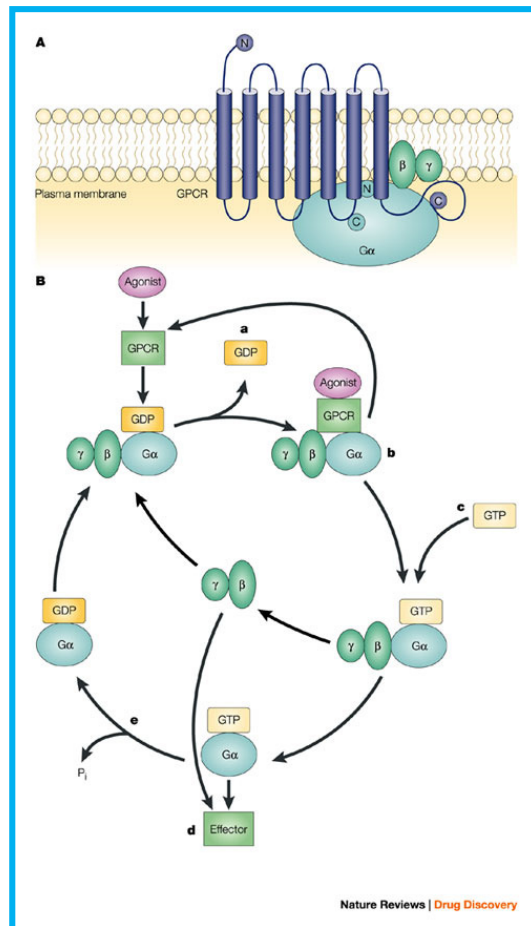 A
N
β
γ
Plasma membrane
GPCR
N
C
C
Gα
B
Agonist
a
GPCR
GDP
Agonist
GDP
GPCR
γ
β
Gα
γ
β
Gα
b
c
GTP
γ
β
GDP
GTP
Gα
γ
β
Gα
e
GTP
Gα
Pi
d
Effector
Nature Reviews | Drug Discovery